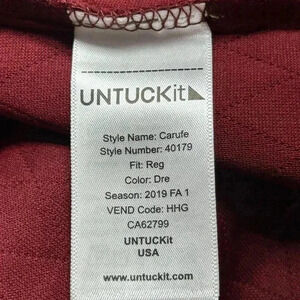 UNTUCKit
Style Name: Carufe
Style Number: 40179
Fit: Reg
Color: Dre
Season: 2019 FA 1
VEND Code: HHG
CA62799
UNTUCKit
USA
www.untuckit.com